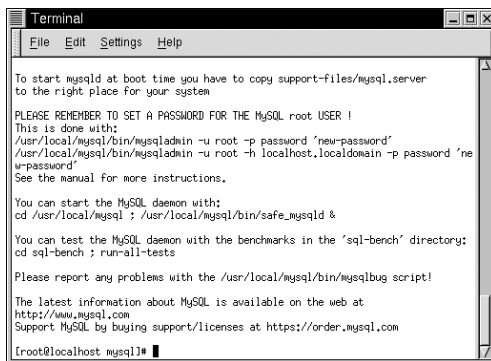 Terminal
File Edit Settings Help
To start mysqld at boot time you have to copy support-files/mysql.server
to the right place for your system
PLEASE REMEMBER TO SET A PASSWORD FOR THE MySQL root USER !
This is done with:
/usr/local/mysql/bin/mysqladmin -u root -p password 'new-password'
/usr/local/mysql/bin/mysqladmin -u root -h localhost.localdomain -p password 'ne
w-password'
See the manual for more instructions.
You can start the MySQL daemon with:
cd /usr/local/mysql ; /usr/local/mysql/bin/safe_mysqld &
You can test the MySQL daemon with the benchmarks in the 'sql-bench' directory:
cd sql-bench ; run-all-tests
Please report any problems with the /usr/local/mysql/bin/mysqlbug script!
The latest information about MySQL is available on the web at
http://www.mysql.com
Support MySQL by buying support/licenses at https://order.mysql.com
[root@localhost mysql]#